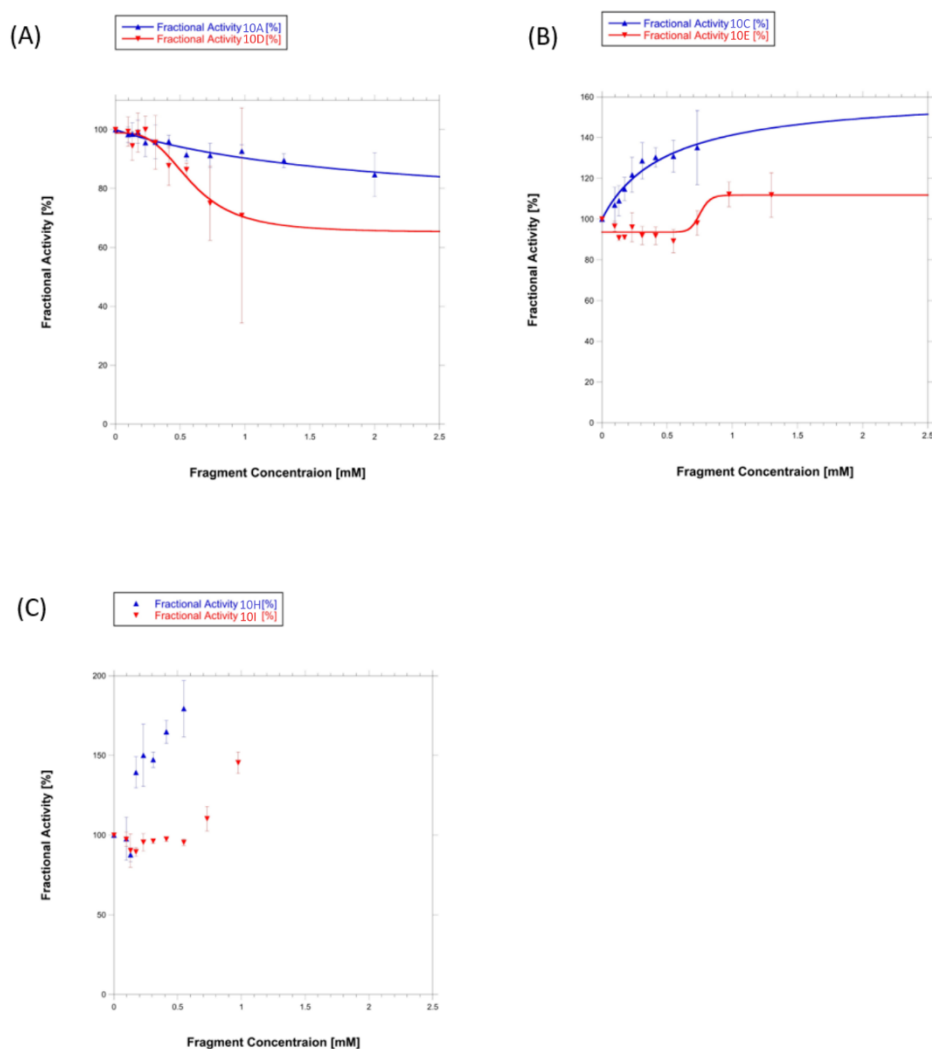 (A)
Fractional Activity 10A [%]
Fractional Activity 10D [%]
Fractional Activity [%]
100
80
60
40
20
0
0 0.5 1 1.5 2 2.5
Fragment Concentraion [mM]
(B)
Fractional Activity 10C [%]
Fractional Activity 10E [%]
Fractional Activity [%]
160
140
120
100
80
60
40
20
0
0 0.5 1 1.5 2 2.5
Fragment Concentraion [mM]
(C)
Fractional Activity 10H [%]
Fractional Activity 10I [%]
Fractional Activity [%]
200
150
100
50
0
0 0.5 1 1.5 2 2.5
Fragment Concentraion [mM]